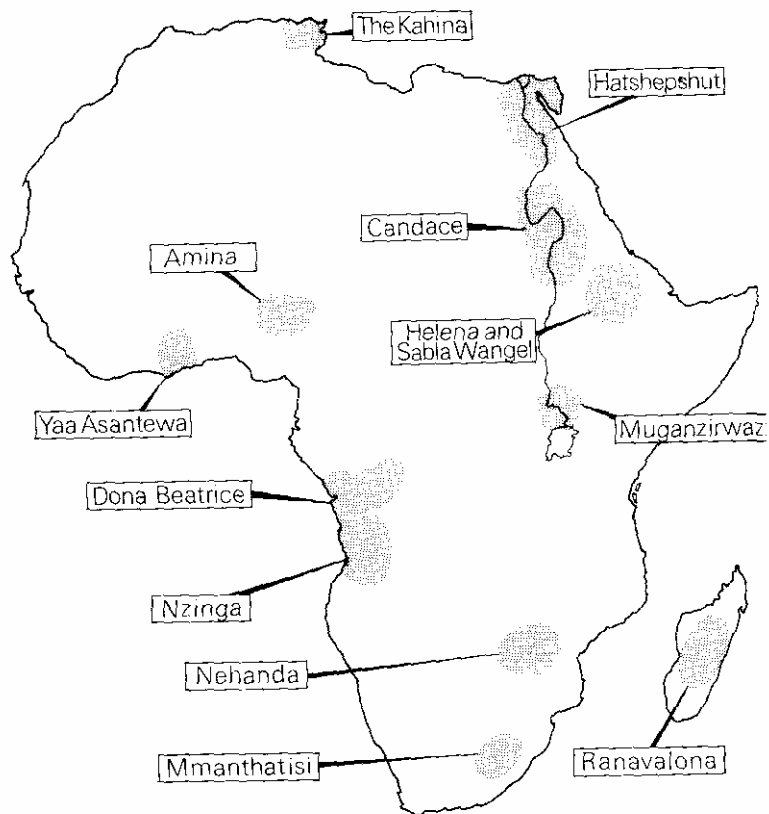 The Kahina
Hatshepshut
Candace
Amina
Helena and
Sabla Wangel
Yaa Asantewa
Muganzirwaz
Dona Beatrice
Nzinga
Nehanda
Mmanthatisi
Ranavalona